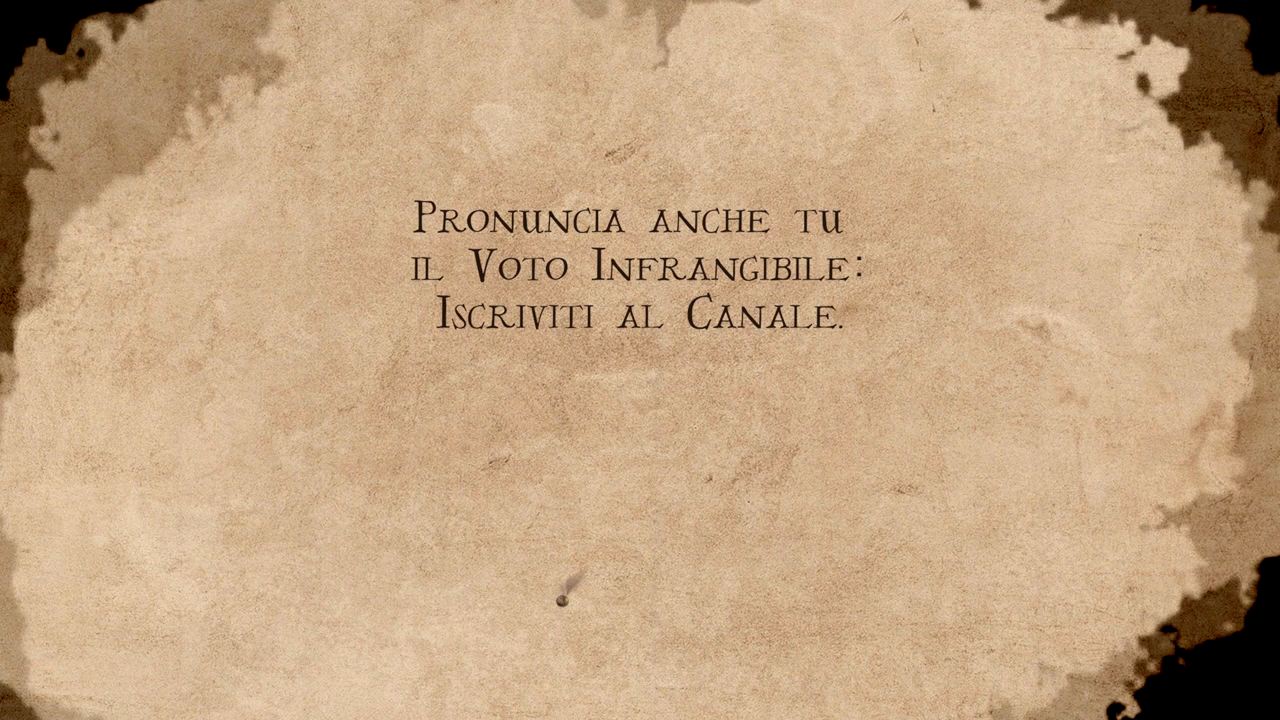 Pronuncia anche tu
il Voto Infrangibile:
Iscriviti al Canale.